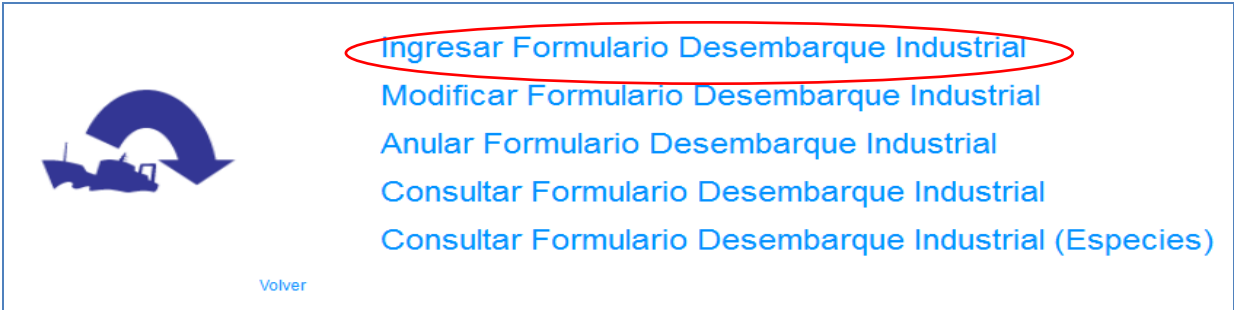 Ingresar Formulario Desembarque Industrial
Modificar Formulario Desembarque Industrial
Anular Formulario Desembarque Industrial
Consultar Formulario Desembarque Industrial
Consultar Formulario Desembarque Industrial (Especies)
Volver